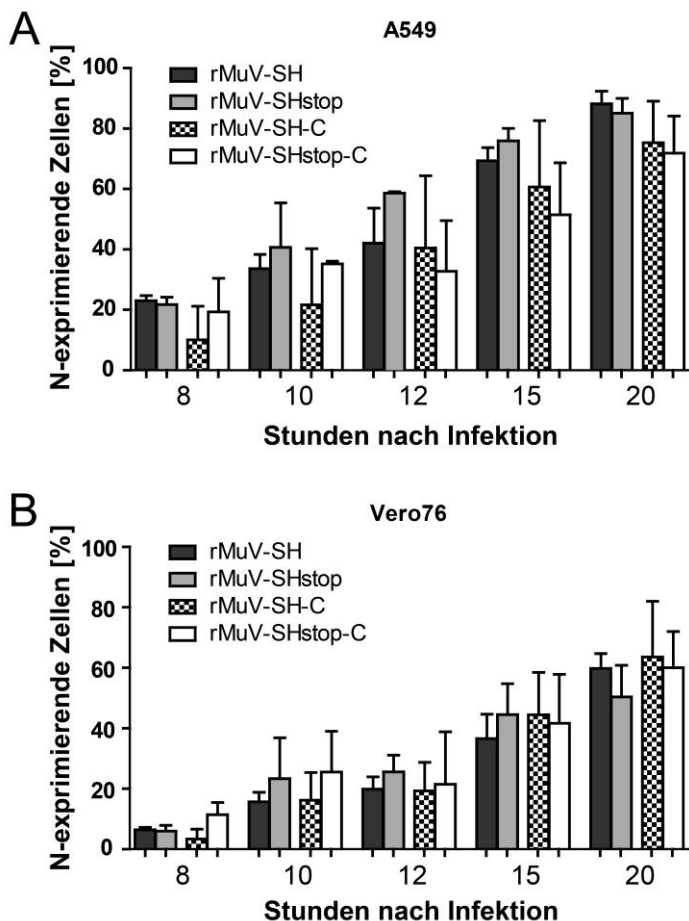 A
A549
N-exprimierende Zellen [%]
100
80
60
40
20
0
rMuV-SH
rMuV-SHstop
rMuV-SH-C
rMuV-SHstop-C
8 10 12 15 20
Stunden nach Infektion
B
Vero76
N-exprimierende Zellen [%]
100
80
60
40
20
0
rMuV-SH
rMuV-SHstop
rMuV-SH-C
rMuV-SHstop-C
8 10 12 15 20
Stunden nach Infektion